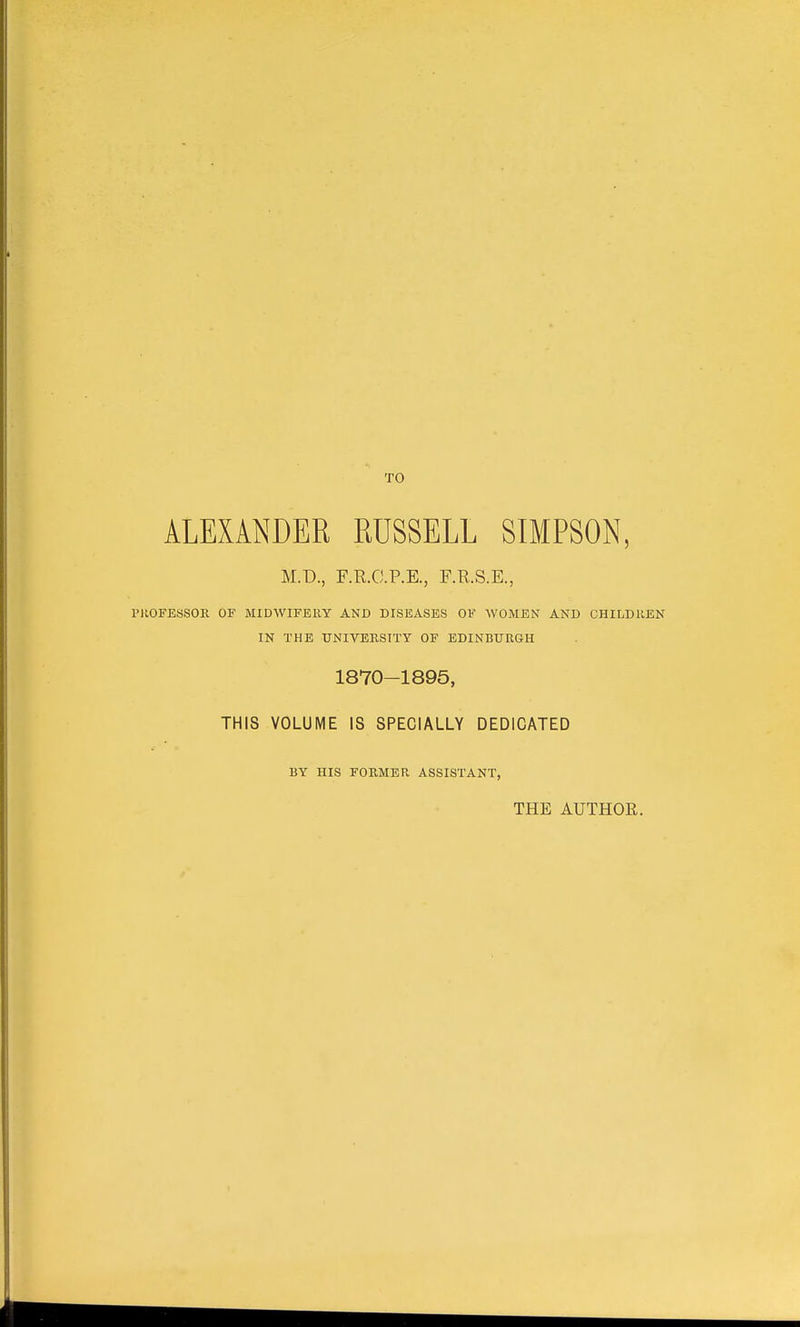 TO
ALEXANDER RUSSELL SIMPSON,
M.D., F.R.C.P.E., F.R.S.E.,
PROFESSOR OF MIDWIFERY AND DISEASES OF WOMEN AND CHILDREN
IN THE UNIVERSITY OF EDINBURGH
1870–1895,
THIS VOLUME IS SPECIALLY DEDICATED
BY HIS FORMER ASSISTANT,
THE AUTHOR.